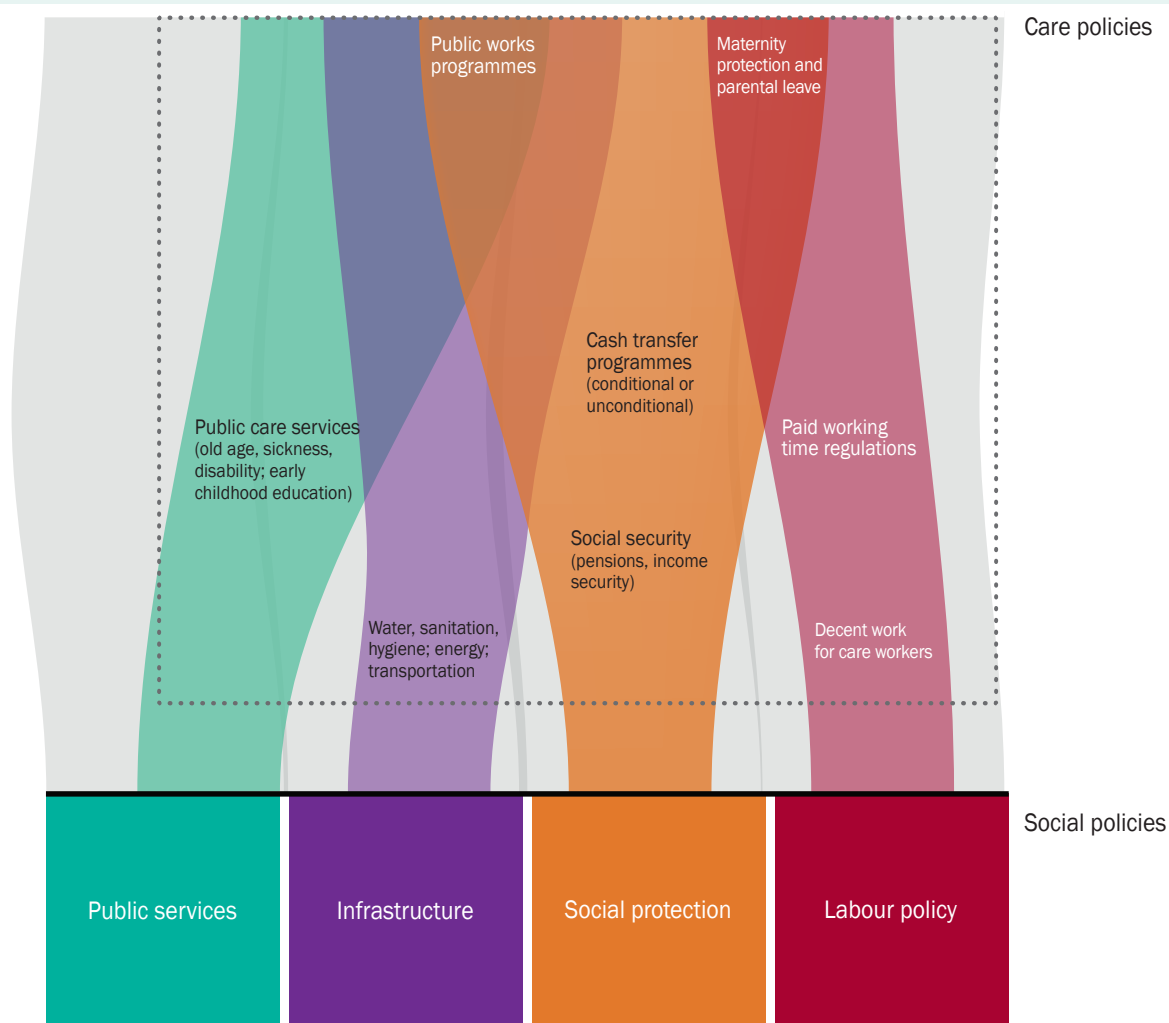 Care policies
Public works
programmes
Maternity
protection and
parental leave
Cash transfer
programmes
(conditional or
unconditional)
Public care services
(old age, sickness,
disability; early
childhood education)
Paid working
time regulations
Social security
(pensions, income
security)
Water, sanitation,
hygiene; energy;
transportation
Decent work
for care workers
Social policies
Public services
Infrastructure
Social protection
Labour policy